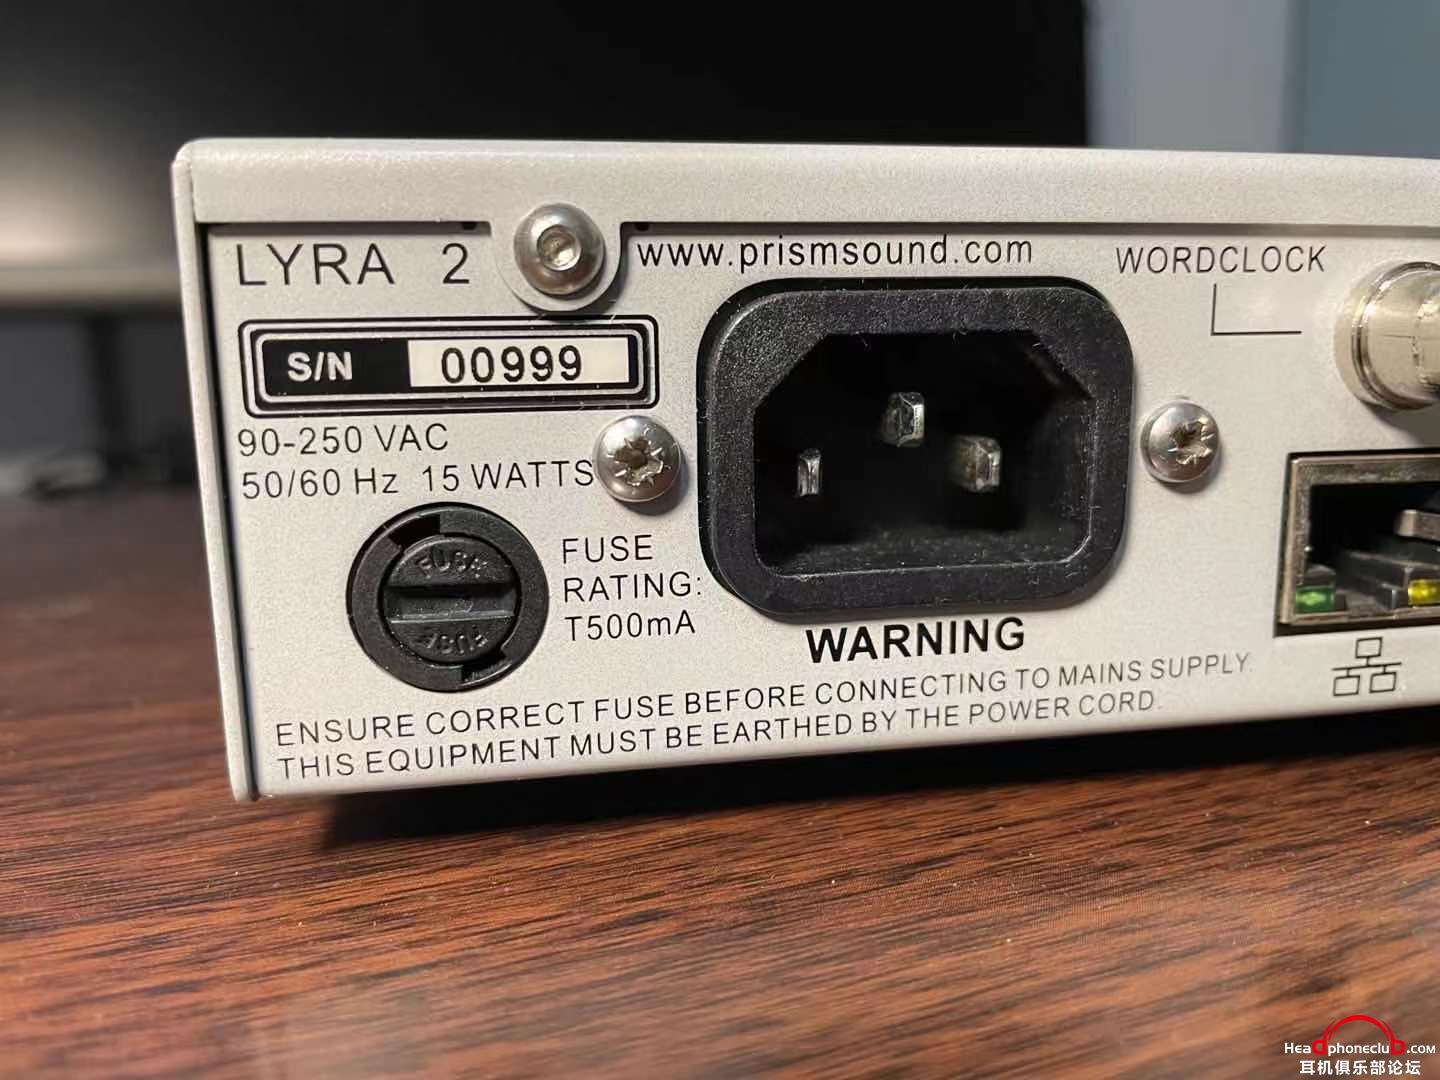 LYRA 2
www.prismsound.com
WORDCLOCK
S/N 00999
90-250 VAC
50/60 Hz 15 WATTS
FUSE
FUSE
FUSE
RATING:
T500mA
WARNING
ENSURE CORRECT FUSE BEFORE CONNECTING TO MAINS SUPPLY.
THIS EQUIPMENT MUST BE EARTHED BY THE POWER CORD.
Headphoneclub.com
耳机俱乐部论坛